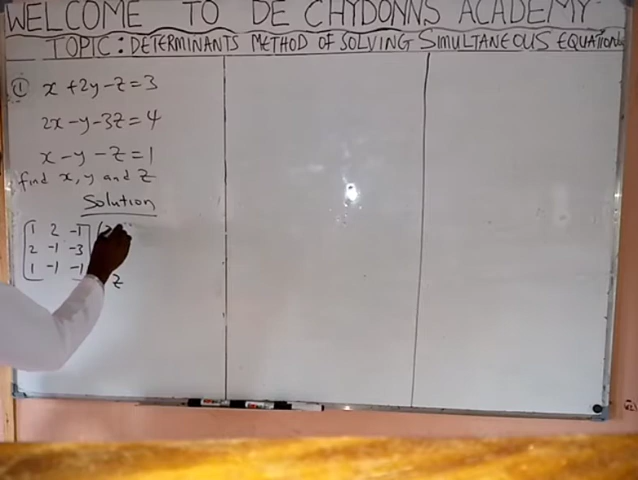 WELCOME TO DE CHYDONNS ACADEMY
TOPIC: DETERMINANTS METHOD OF SOLVING SIMULTANEOUS EQUATIONS
① x + 2y - z = 3
2x - y - 3z = 4
x - y - z = 1
find x, y and z
Solution
1 2 -1
2 -1 -3
1 -1 -1 z